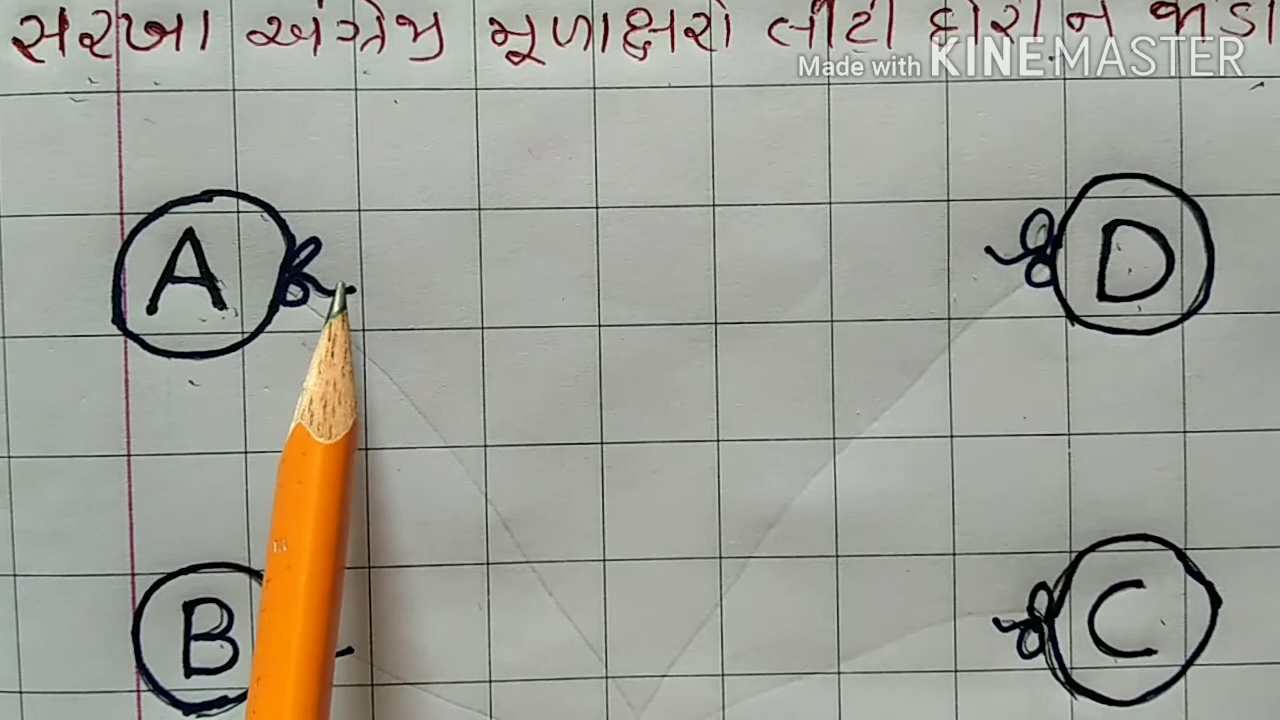 સરખા અંગ્રેજી મૂળાક્ષરો લીટી દોરીને જોડો
Made with KINEMASTER
A
D
B
C